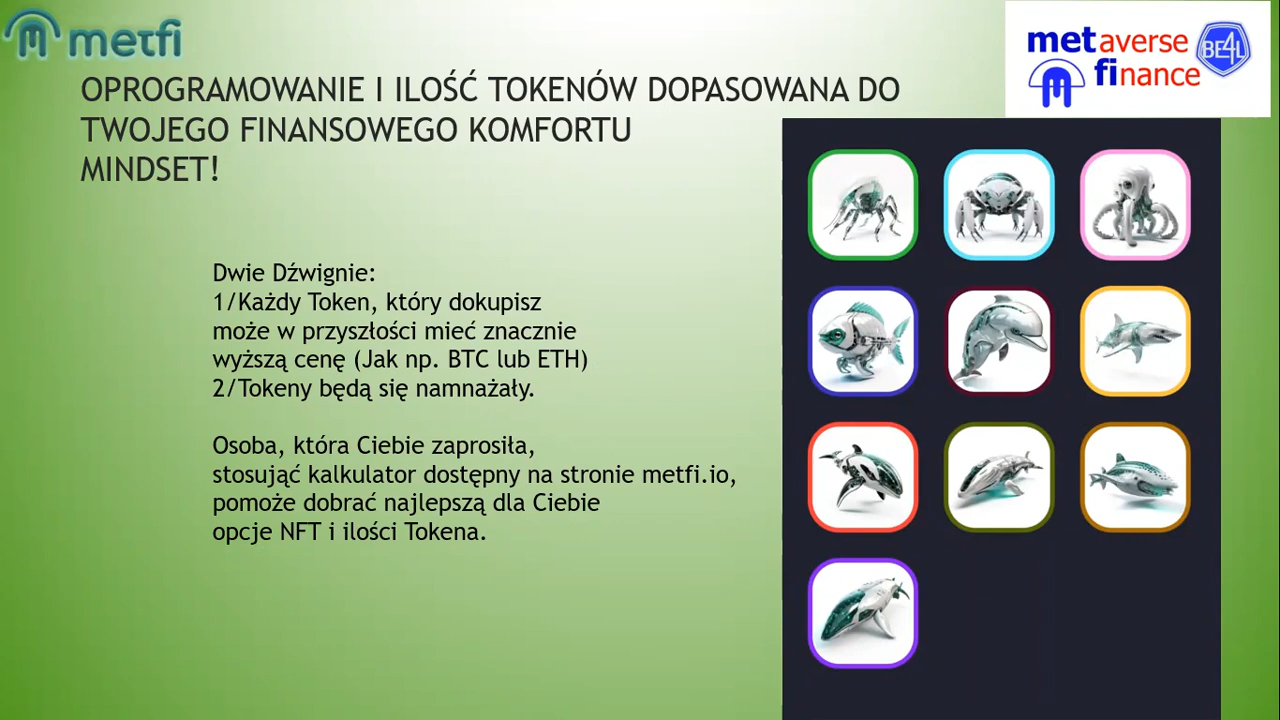 metfi
metaverse
finance
BE4L
OPROGRAMOWANIE I ILOŚĆ TOKENÓW DOPASOWANA DO
TWOJEGO FINANSOWEGO KOMFORTU
MINDSET!
Dwie Dźwignie:
1/Każdy Token, który dokupisz
może w przyszłości mieć znacznie
wyższą cenę (Jak np. BTC lub ETH)
2/Tokeny będą się namnażały.
Osoba, która Ciebie zaprosiła,
stosująć kalkulator dostępny na stronie metfi.io,
pomoże dobrać najlepszą dla Ciebie
opcje NFT i ilości Tokena.